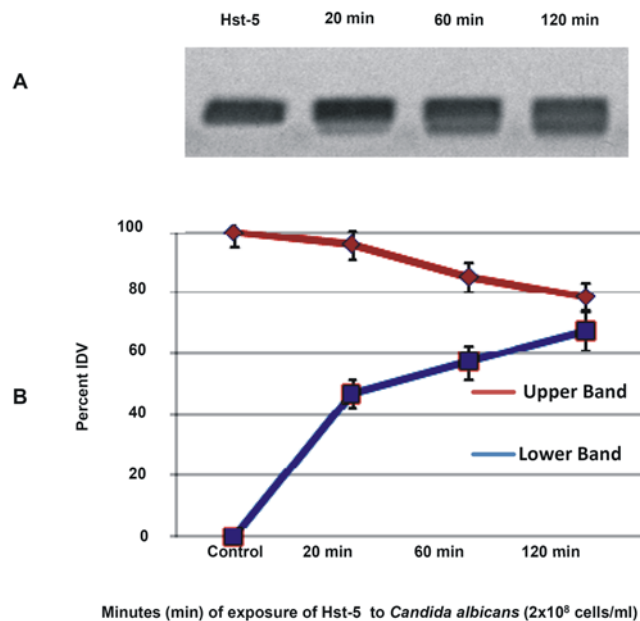 Hst-5 20 min 60 min 120 min
A
100
80
60
40
20
0
Percent IDV
B
Upper Band
Lower Band
Control 20 min 60 min 120 min
Minutes (min) of exposure of Hst-5 to Candida albicans (2x10⁸ cells/ml)